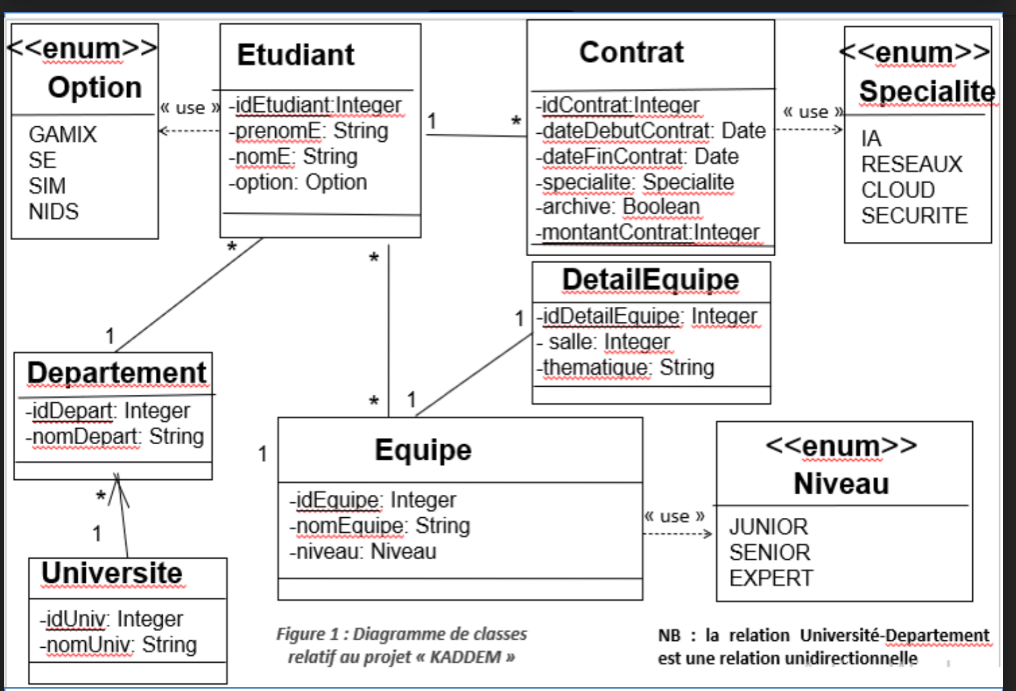 <<enum>>
Option
GAMIX
SE
SIM
NIDS
« use »
Etudiant
-idEtudiant:Integer
-prenomE: String
-nomE: String
-option: Option
1
*
Contrat
-idContrat:Integer
-dateDebutContrat: Date
-dateFinContrat: Date
-specialite: Specialite
-archive: Boolean
-montantContrat:Integer
« use »
<<enum>>
Specialite
IA
RESEAUX
CLOUD
SECURITE
*
1
*
*
1
1
DetailEquipe
-idDetailEquipe: Integer
- salle: Integer
-thematique: String
Departement
-idDepart: Integer
-nomDepart: String
*
1
Universite
-idUniv: Integer
-nomUniv: String
1
Equipe
-idEquipe: Integer
-nomEquipe: String
-niveau: Niveau
« use »
<<enum>>
Niveau
JUNIOR
SENIOR
EXPERT
Figure 1 : Diagramme de classes
relatif au projet « KADDEM »
NB : la relation Université-Departement
est une relation unidirectionnelle